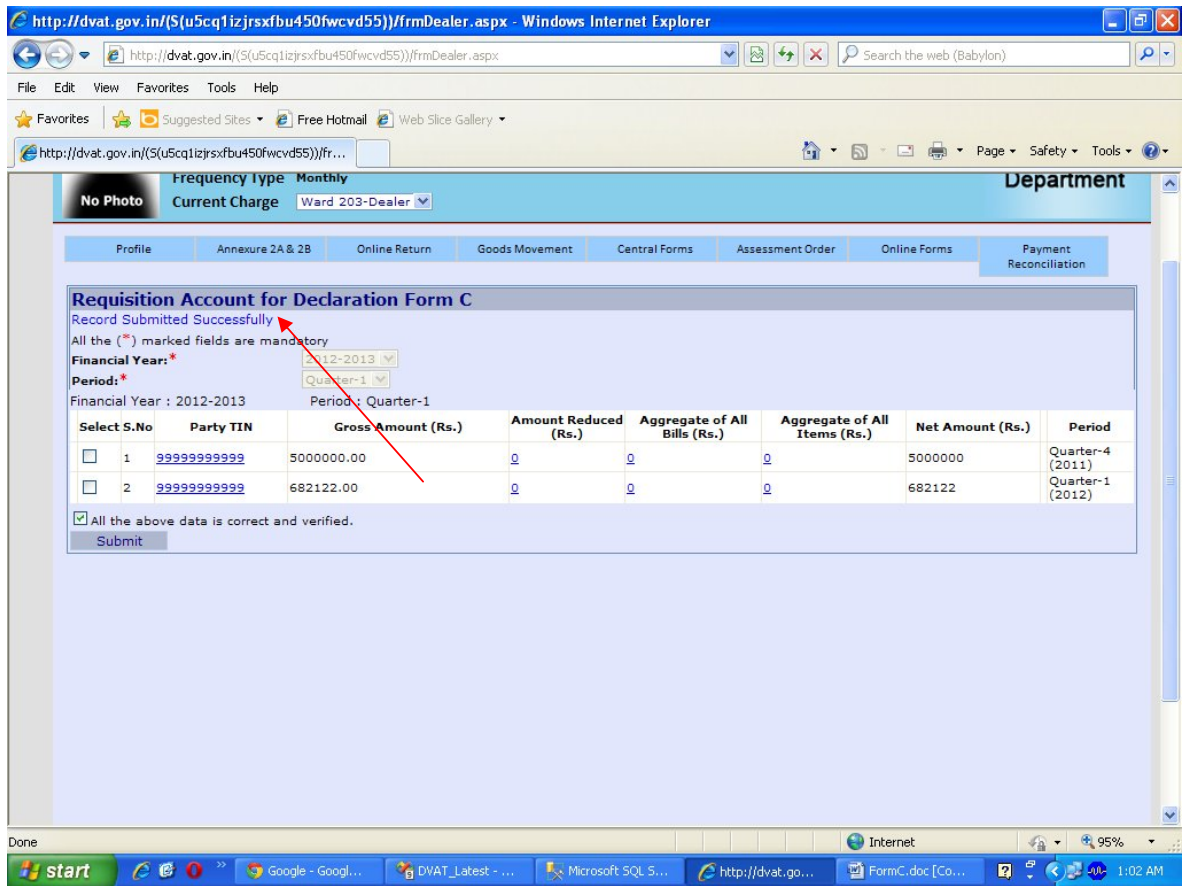 http://dvat.gov.in/(S(u5cq1izjrsxfbu450fwcvd55))/frmDealer.aspx - Windows Internet Explorer
http://dvat.gov.in/(S(u5cq1izjrsxfbu450fwcvd55))/frmDealer.aspx
Search the web (Babylon)
File Edit View Favorites Tools Help
Favorites Suggested Sites Free Hotmail Web Slice Gallery
http://dvat.gov.in/(S(u5cq1izjrsxfbu450fwcvd55))/fr... Page Safety Tools
No Photo
Frequency Type Monthly
Current Charge Ward 203-Dealer
Department
Profile Annexure 2A & 2B Online Return Goods Movement Central Forms Assessment Order Online Forms Payment Reconciliation
Requisition Account for Declaration Form C
Record Submitted Successfully
All the (*) marked fields are mandatory
Financial Year:* 2012-2013
Period:* Quarter-1
Financial Year : 2012-2013 Period : Quarter-1
Select S.No Party TIN Gross Amount (Rs.) Amount Reduced (Rs.) Aggregate of All Bills (Rs.) Aggregate of All Items (Rs.) Net Amount (Rs.) Period
1 99999999999 5000000.00 0 0 0 5000000 Quarter-4 (2011)
2 99999999999 682122.00 0 0 0 682122 Quarter-1 (2012)
All the above data is correct and verified.
Submit
Done Internet 95%
start Google - Googl... DVAT_Latest - ... Microsoft SQL S... http://dvat.go... FormC.doc [Co... 1:02 AM